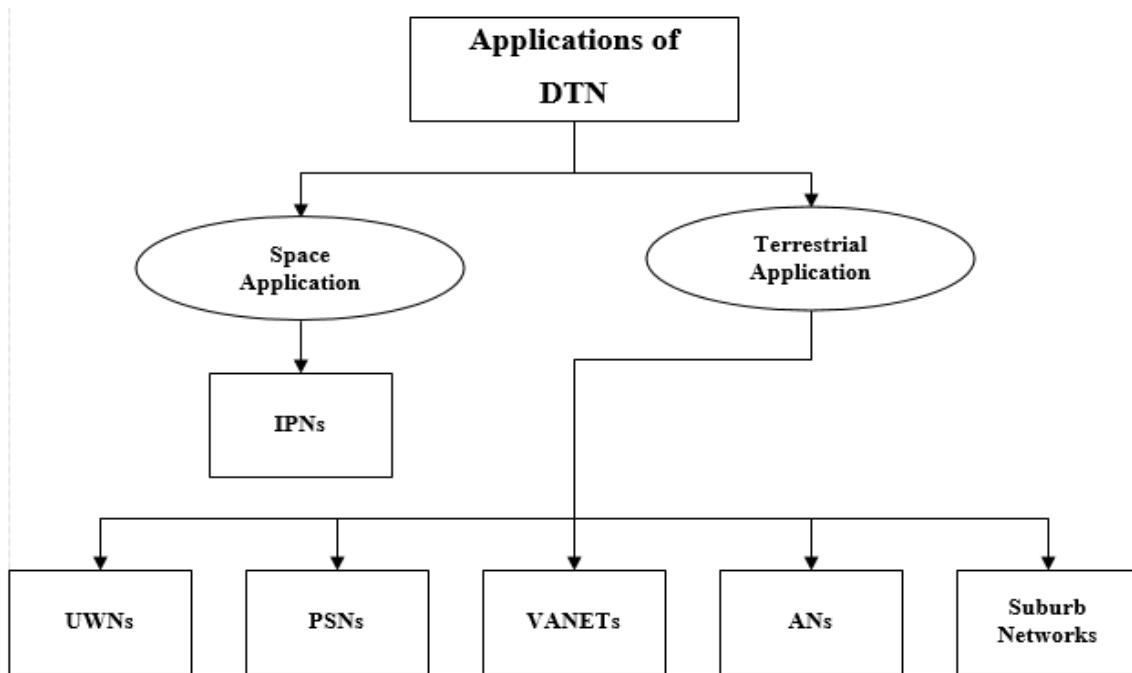 Applications of
DTN
Space
Application
Terrestrial
Application
IPNs
UWNs
PSNs
VANETs
ANs
Suburb
Networks